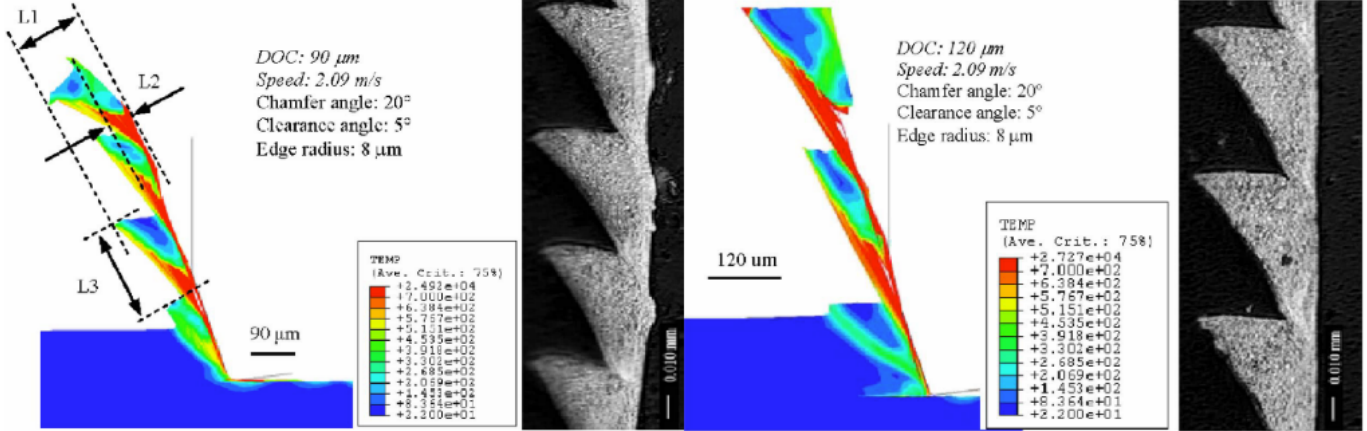 L1
L2
L3
DOC: 90 μm
Speed: 2.09 m/s
Chamfer angle: 20°
Clearance angle: 5°
Edge radius: 8 μm
90 μm
TEMP
(Ave. Crit.: 75%)
+2.492e+04
+7.000e+02
+6.384e+02
+5.767e+02
+5.151e+02
+4.535e+02
+3.918e+02
+3.302e+02
+2.685e+02
+2.069e+02
+1.453e+02
+8.364e+01
+2.200e+01
0.010 mm
DOC: 120 μm
Speed: 2.09 m/s
Chamfer angle: 20°
Clearance angle: 5°
Edge radius: 8 μm
120 um
TEMP
(Ave. Crit.: 75%)
+2.727e+04
+7.000e+02
+6.384e+02
+5.767e+02
+5.151e+02
+4.535e+02
+3.918e+02
+3.302e+02
+2.685e+02
+2.069e+02
+1.453e+02
+8.364e+01
+2.200e+01
0.010 mm